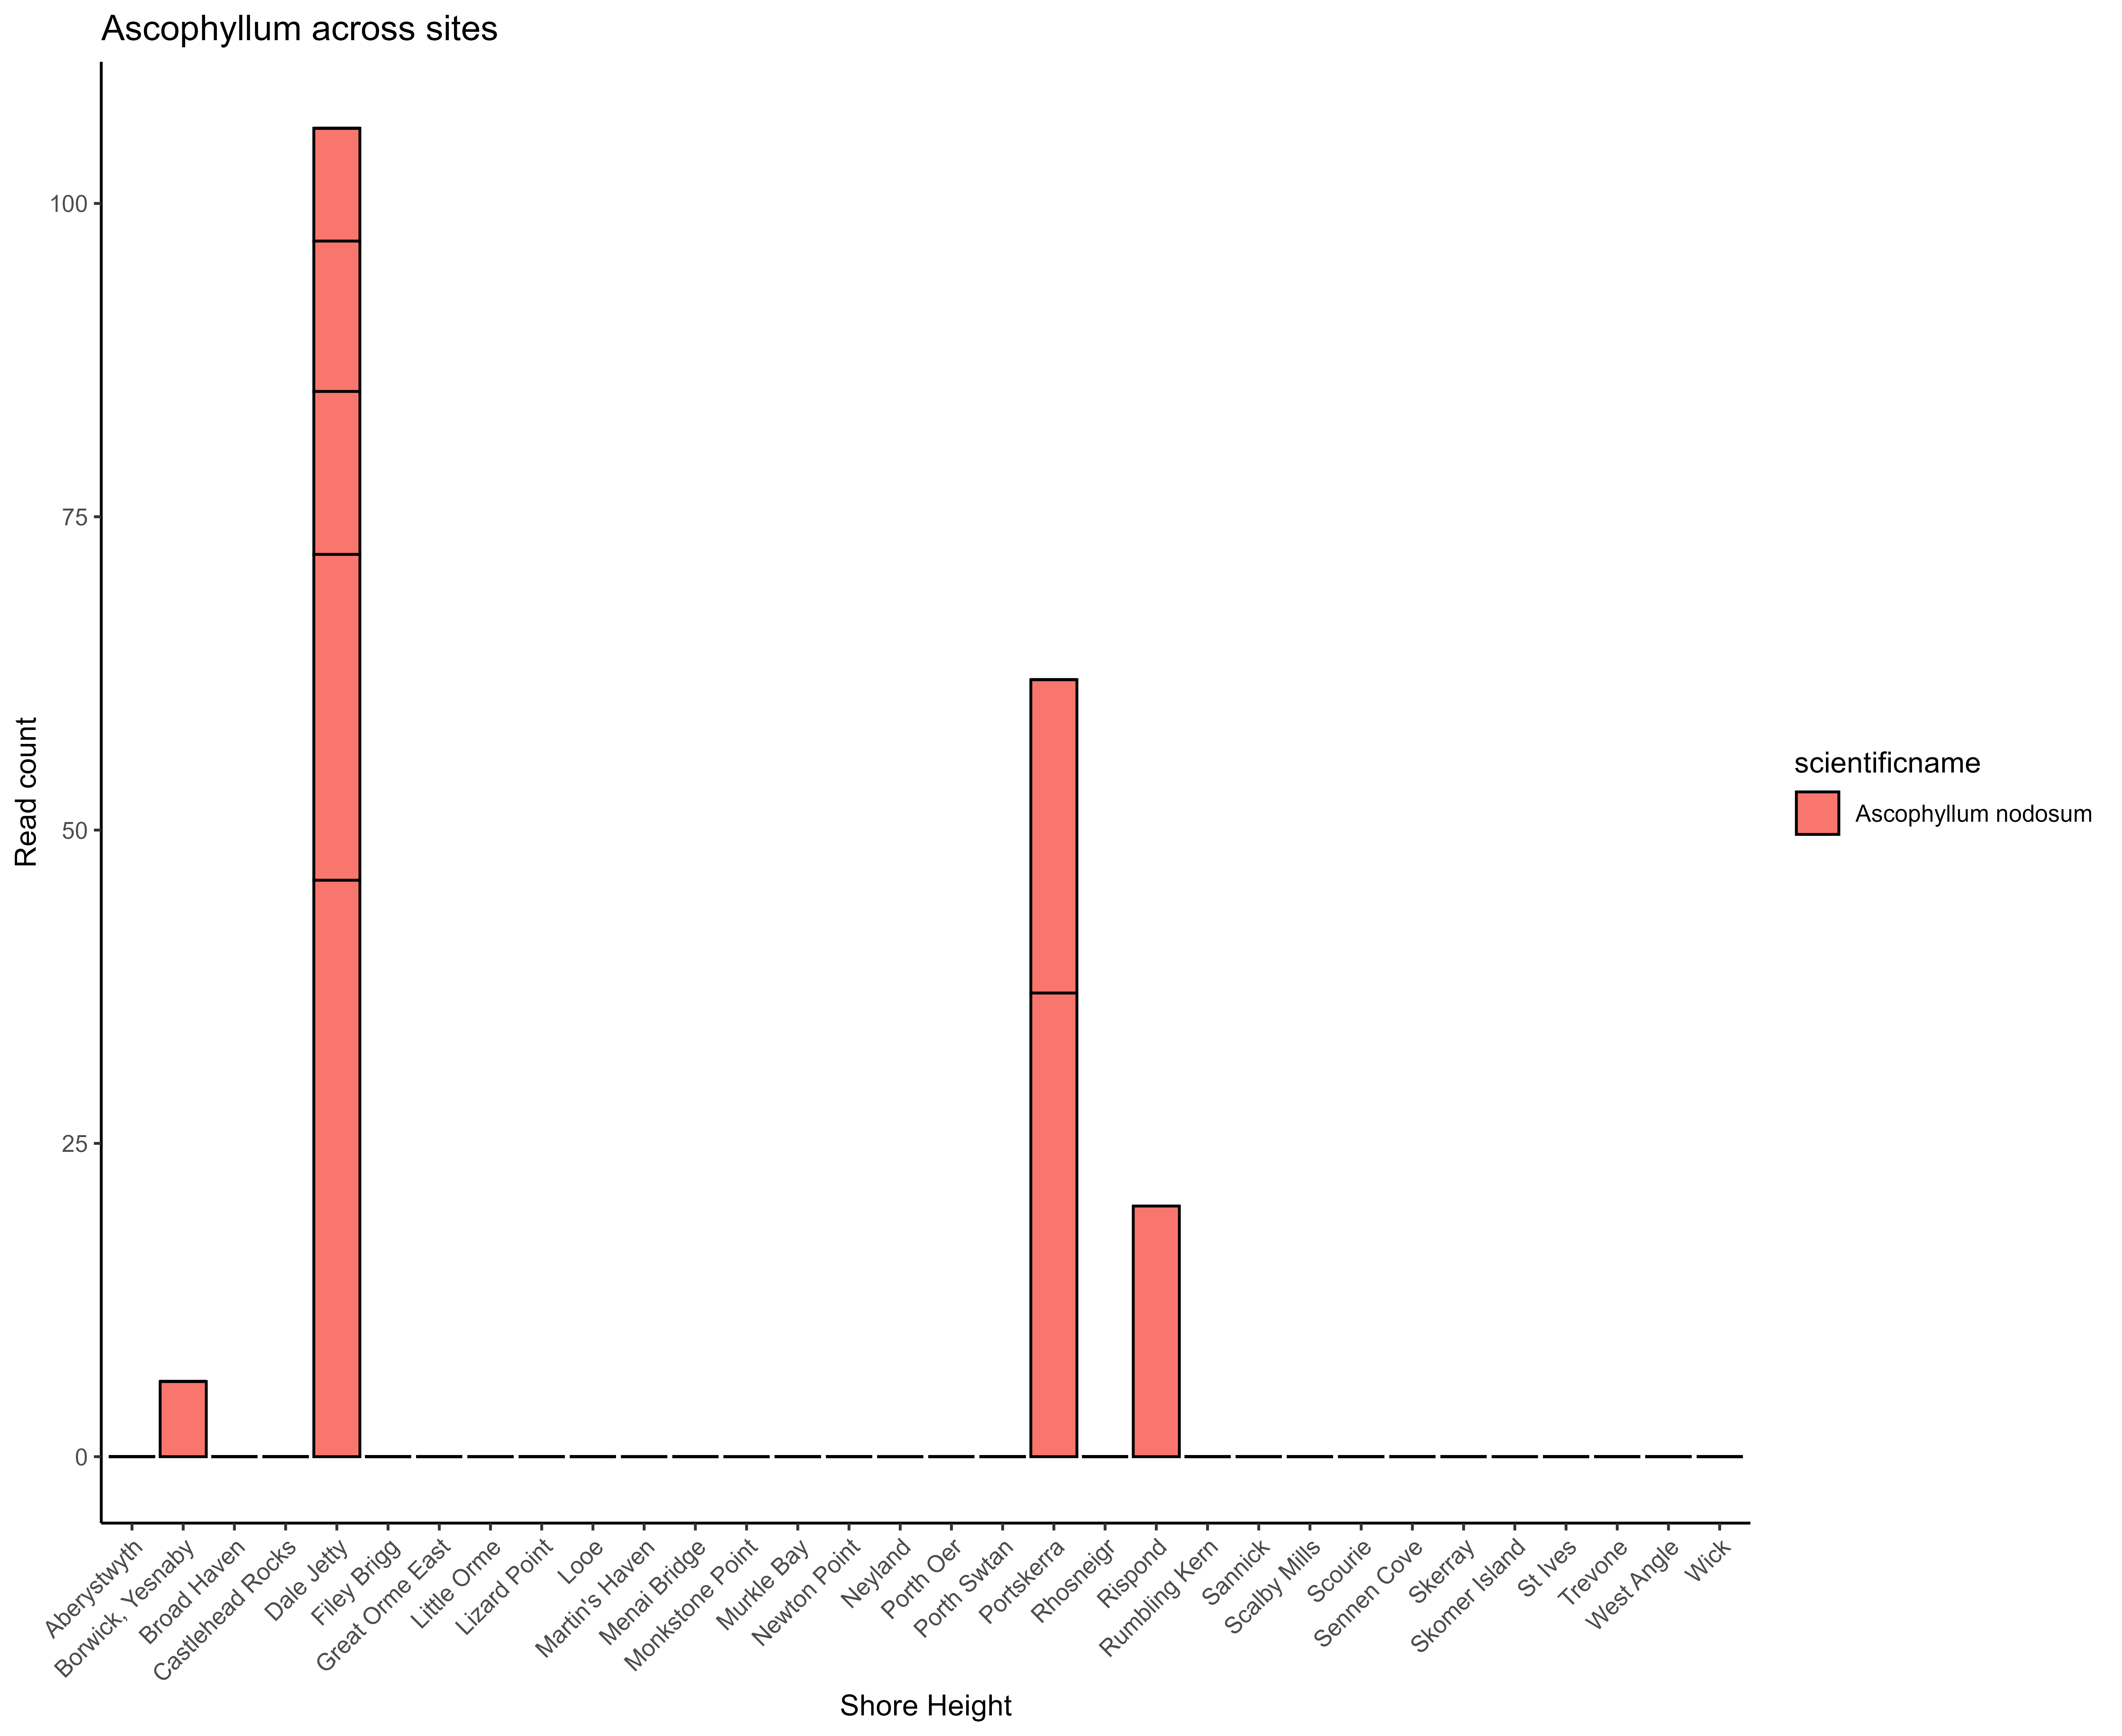 Ascophyllum across sites
Read count
100
75
50
25
0
Aberystwyth
Borwick, Yesnaby
Broad Haven
Castlehead Rocks
Dale Jetty
Filey Brigg
Great Orme East
Little Orme
Lizard Point
Looe
Martin's Haven
Menai Bridge
Monkstone Point
Murkle Bay
Newton Point
Neyland
Porth Oer
Porth Swtan
Portskerra
Rhosneigr
Rispond
Rumbling Kern
Sannick
Scalby Mills
Scourie
Sennen Cove
Skerray
Skomer Island
St Ives
Trevone
West Angle
Wick
Shore Height
scientificname
Ascophyllum nodosum